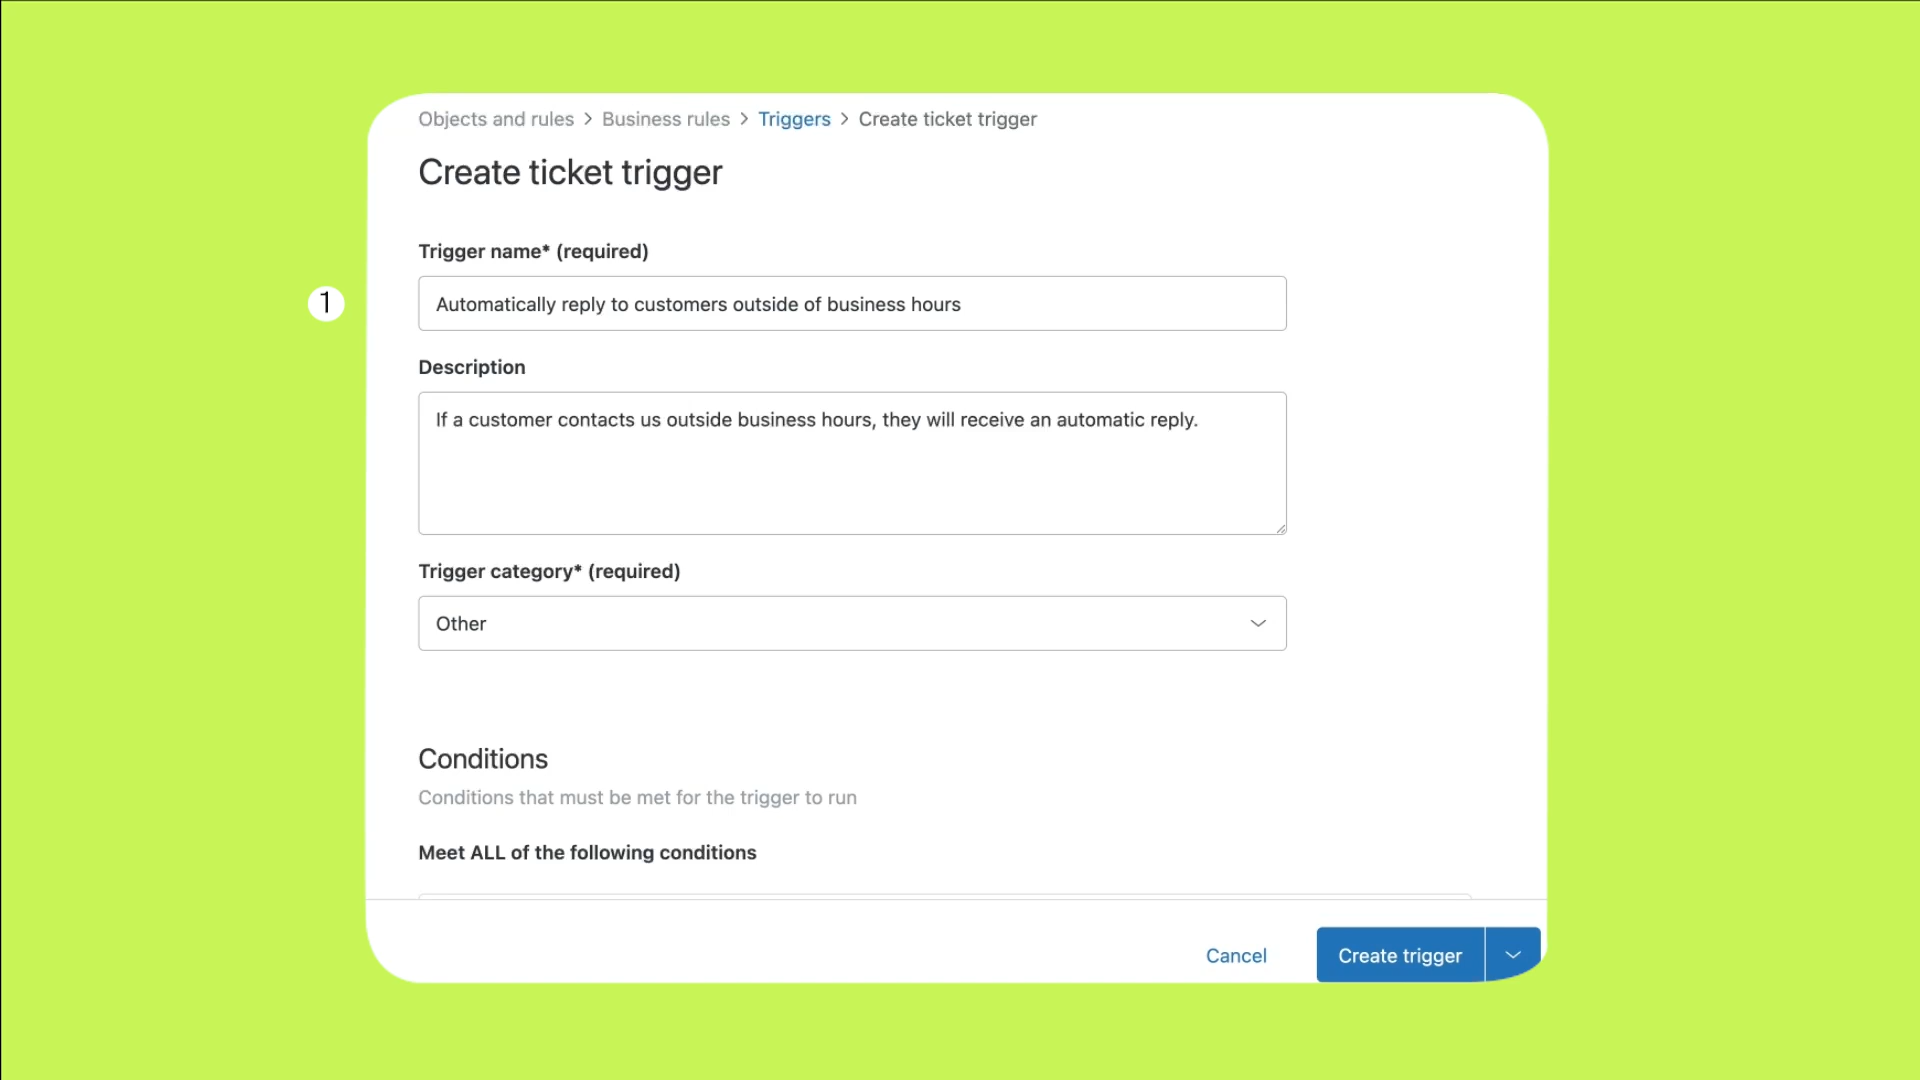 Objects and rules > Business rules > Triggers > Create ticket trigger
Create ticket trigger
Trigger name* (required)
1
Automatically reply to customers outside of business hours
Description
If a customer contacts us outside business hours, they will receive an automatic reply.
Trigger category* (required)
Other
Conditions
Conditions that must be met for the trigger to run
Meet ALL of the following conditions
Cancel
Create trigger